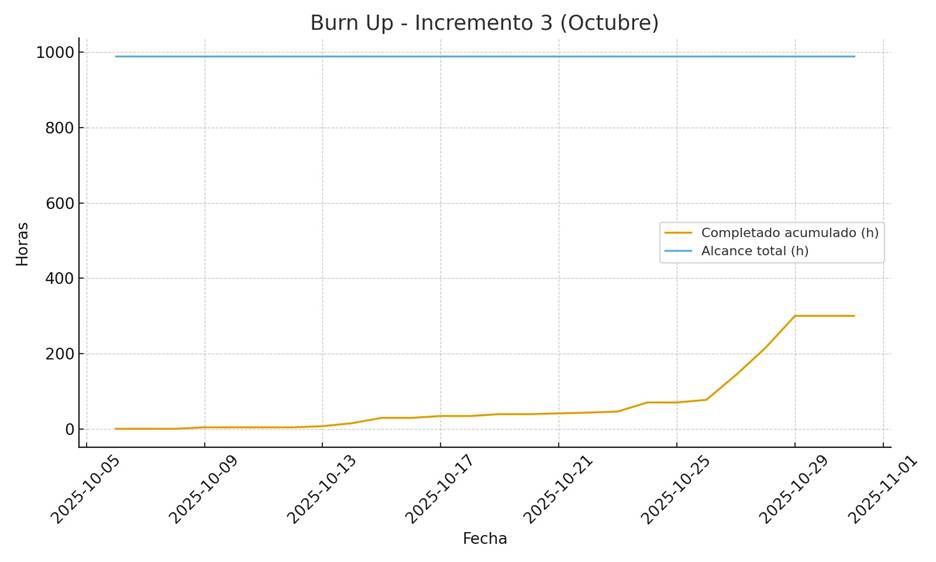 Burn Up - Incremento 3 (Octubre)
1000
800
600
400
200
0
Horas
Completado acumulado (h)
Alcance total (h)
2025-10-05
2025-10-09
2025-10-13
2025-10-17
2025-10-21
2025-10-25
2025-10-29
2025-11-01
Fecha